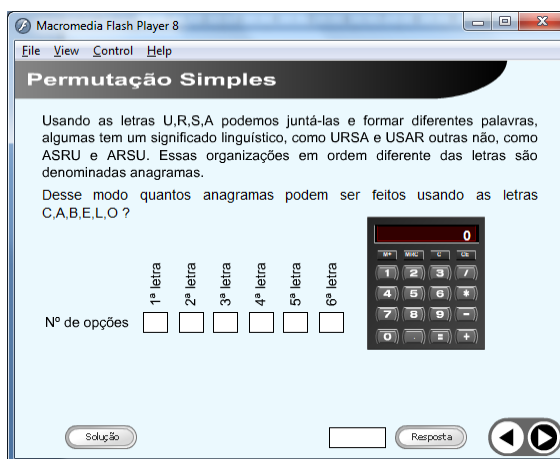 Macromedia Flash Player 8
File View Control Help
Permutação Simples
Usando as letras U,R,S,A podemos juntá-las e formar diferentes palavras,
algumas tem um significado linguístico, como URSA e USAR outras não, como
ASRU e ARSU. Essas organizações em ordem diferente das letras são
denominadas anagramas.
Desse modo quantos anagramas podem ser feitos usando as letras
C,A,B,E,L,O ?
0
M+ MRC C CE
1 2 3 /
4 5 6 *
7 8 9 -
0 . = +
1ª letra
2ª letra
3ª letra
4ª letra
5ª letra
6ª letra
Nº de opções
Solução
Resposta